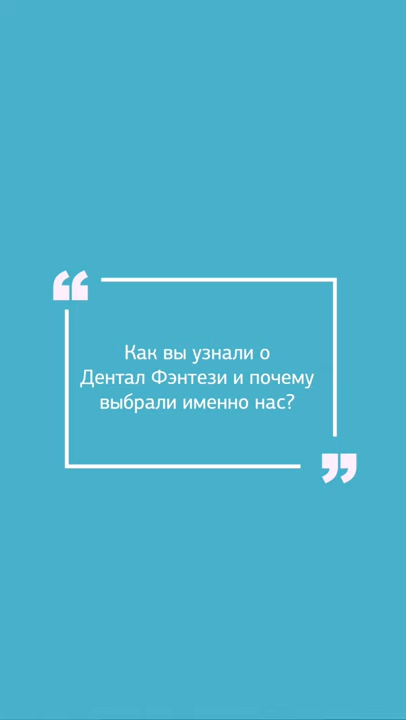 Как вы узнали о
Дентал Фэнтези и почему
выбрали именно нас?